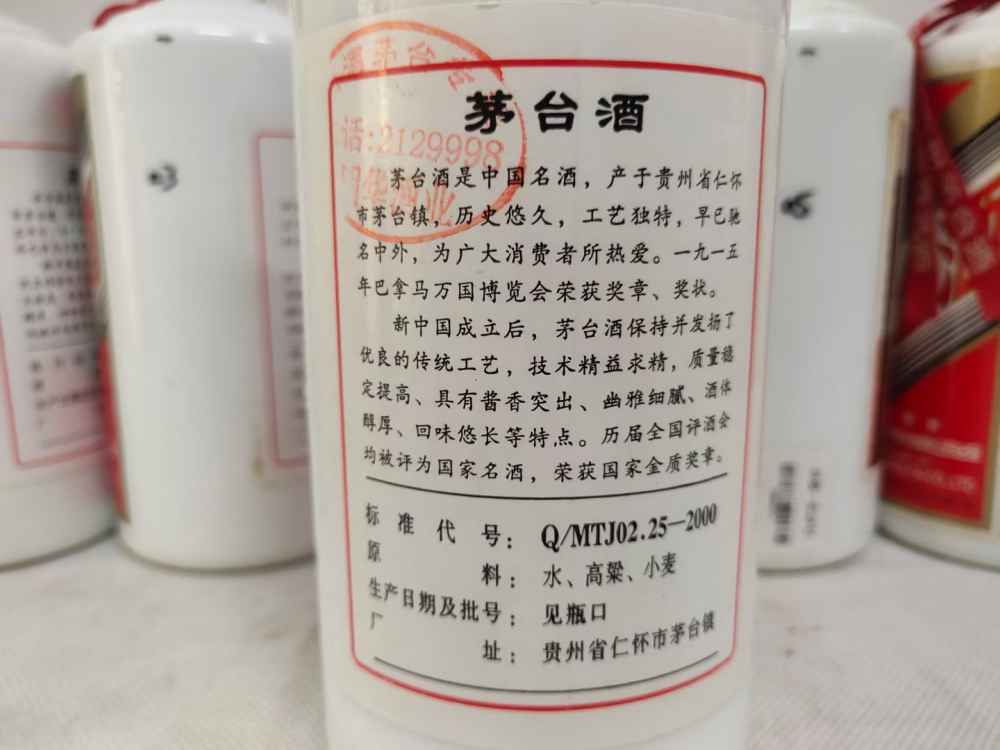 茅台酒
茅台酒是中国名酒，产于贵州省仁怀
市茅台镇，历史悠久，工艺独特，早已驰
名中外，为广大消费者所热爱。一九一五
年巴拿马万国博览会荣获奖章、奖状。
新中国成立后，茅台酒保持并发扬了
优良的传统工艺，技术精益求精，质量稳
定提高、具有酱香突出、幽雅细腻、酒体
醇厚、回味悠长等特点。历届全国评酒会
均被评为国家名酒，荣获国家金质奖章。
标准代号：Q/MTJ02.25—2000
原料：水、高粱、小麦
生产日期及批号：见瓶口
厂址：贵州省仁怀市茅台镇
话:2129998